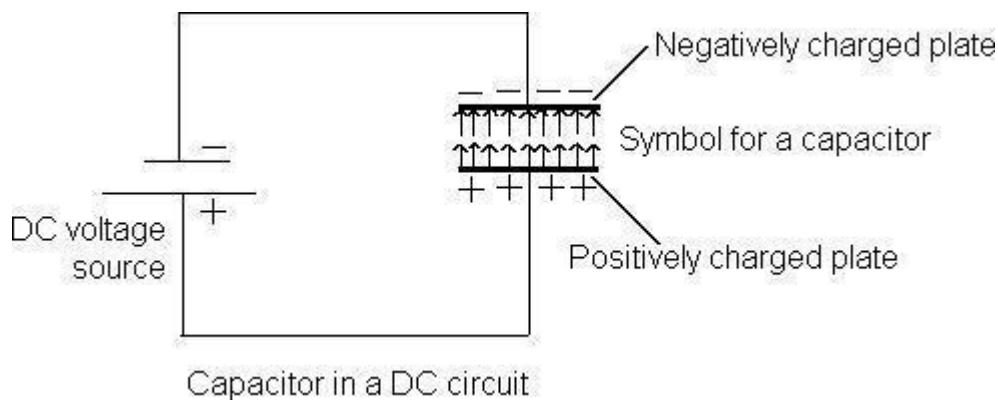 Negatively charged plate
Symbol for a capacitor
DC voltage
source
Positively charged plate
Capacitor in a DC circuit